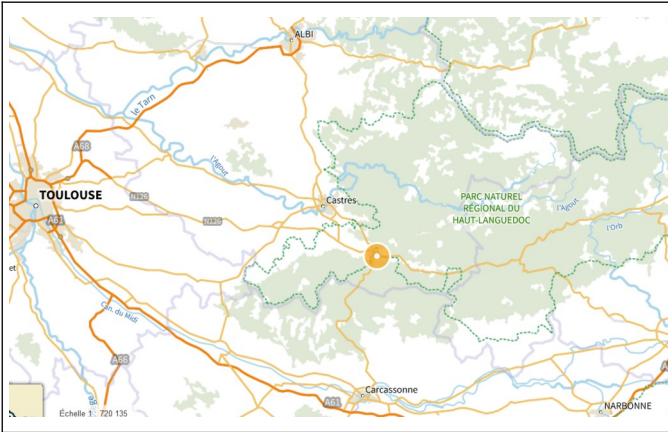 ALBI
le Tarn
A68
l'Agout
TOULOUSE
N126
Castres
PARC NATUREL
RÉGIONAL DU
HAUT-LANGUEDOC
l'Agout
l'Orb
N126
A61
et
Can. du Midi
A66
Carcassonne
A61
NARBONNE
Échelle 1 : 720 135